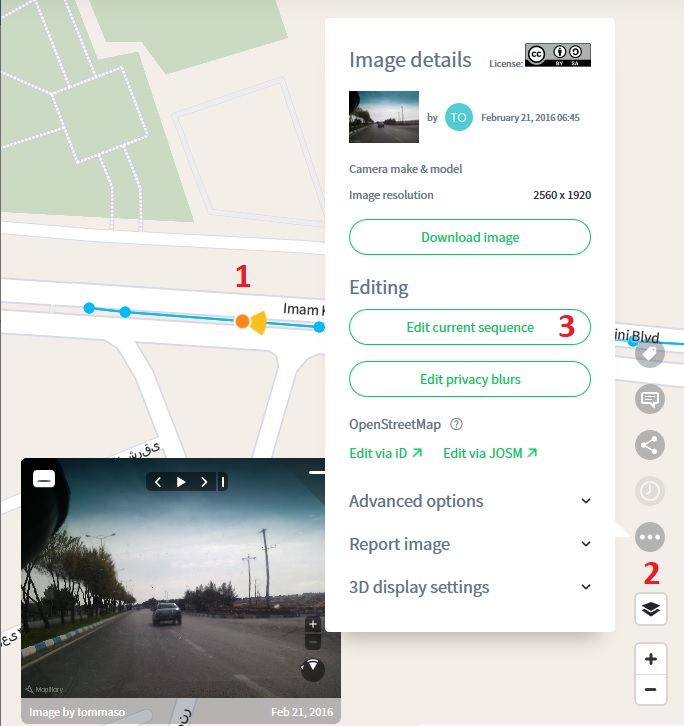 Image details
License:
cc
BY SA
by TO February 21, 2016 06:45
Camera make & model
Image resolution 2560 x 1920
Download image
1
Editing
Imam
Edit current sequence 3
ini Blvd
Edit privacy blurs
OpenStreetMap ?
Edit via iD Edit via JOSM
Advanced options
Report image
2
3D display settings
+
−
+
−
Mapillary
Image by tommaso Feb 21, 2016